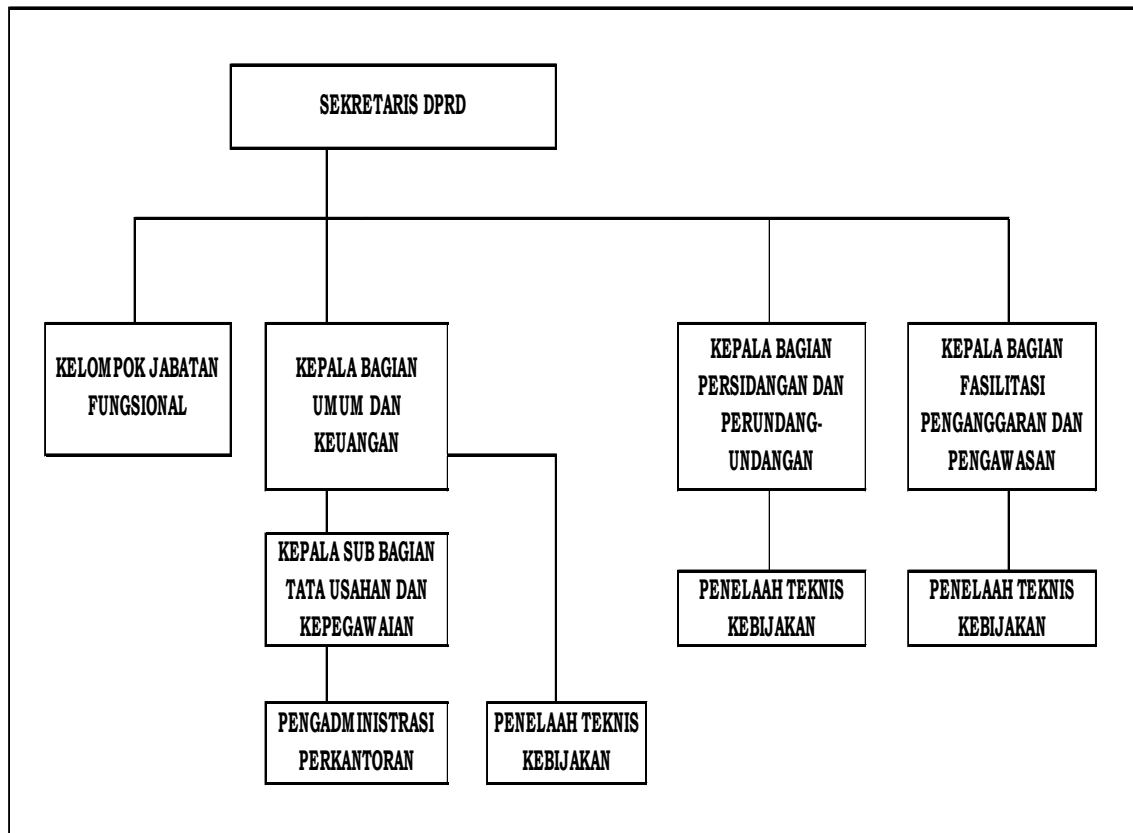 SEKRETARIS DPRD
KELOMPOK JABATAN
FUNGSIONAL
KEPALA BAGIAN
UMUM DAN
KEUANGAN
KEPALA BAGIAN
PERSIDANGAN DAN
PERUNDANG-
UNDANGAN
KEPALA BAGIAN
FASILITASI
PENGANGGARAN DAN
PENGAWASAN
KEPALA SUB BAGIAN
TATA USAHAN DAN
KEPEGAWAIAN
PENELAAH TEKNIS
KEBIJAKAN
PENELAAH TEKNIS
KEBIJAKAN
PENGADMINISTRASI
PERKANTORAN
PENELAAH TEKNIS
KEBIJAKAN